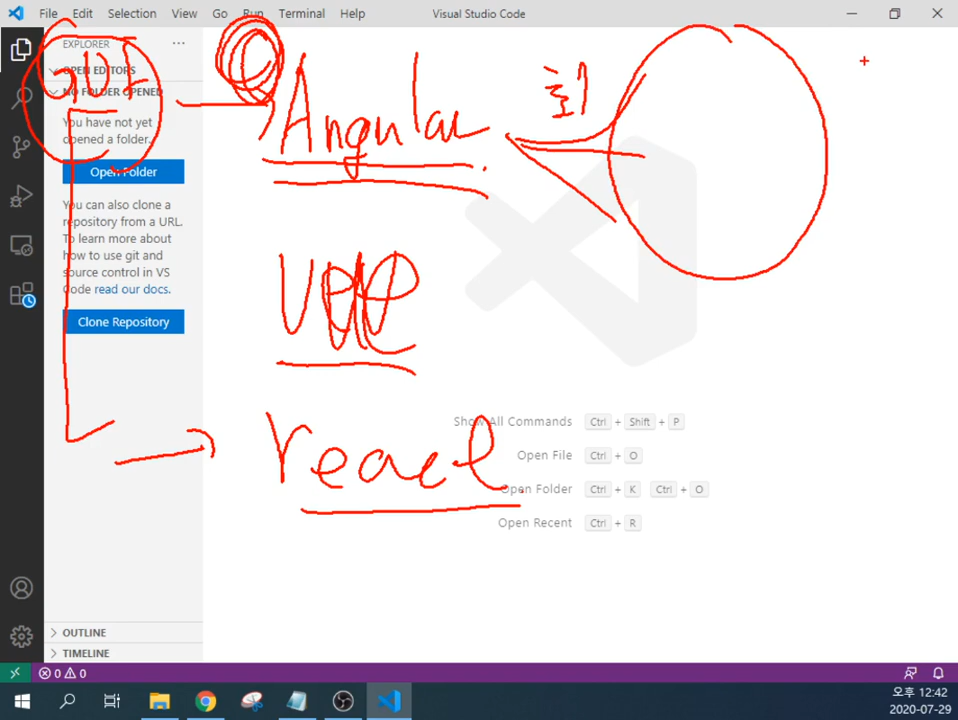 File Edit Selection View Go Run Terminal Help
Visual Studio Code
EXPLORER
OPEN EDITORS
NO FOLDER OPENED
You have not yet
opened a folder.
Open Folder
You can also clone a
repository from a URL.
To learn more about
how to use git and
source control in VS
Code read our docs.
Clone Repository
GUI
Angular
vue
react
Show All Commands Ctrl + Shift + P
Open File Ctrl + O
Open Folder Ctrl + K Ctrl + O
Open Recent Ctrl + R
OUTLINE
TIMELINE
0 0
오후 12:42
2020-07-29